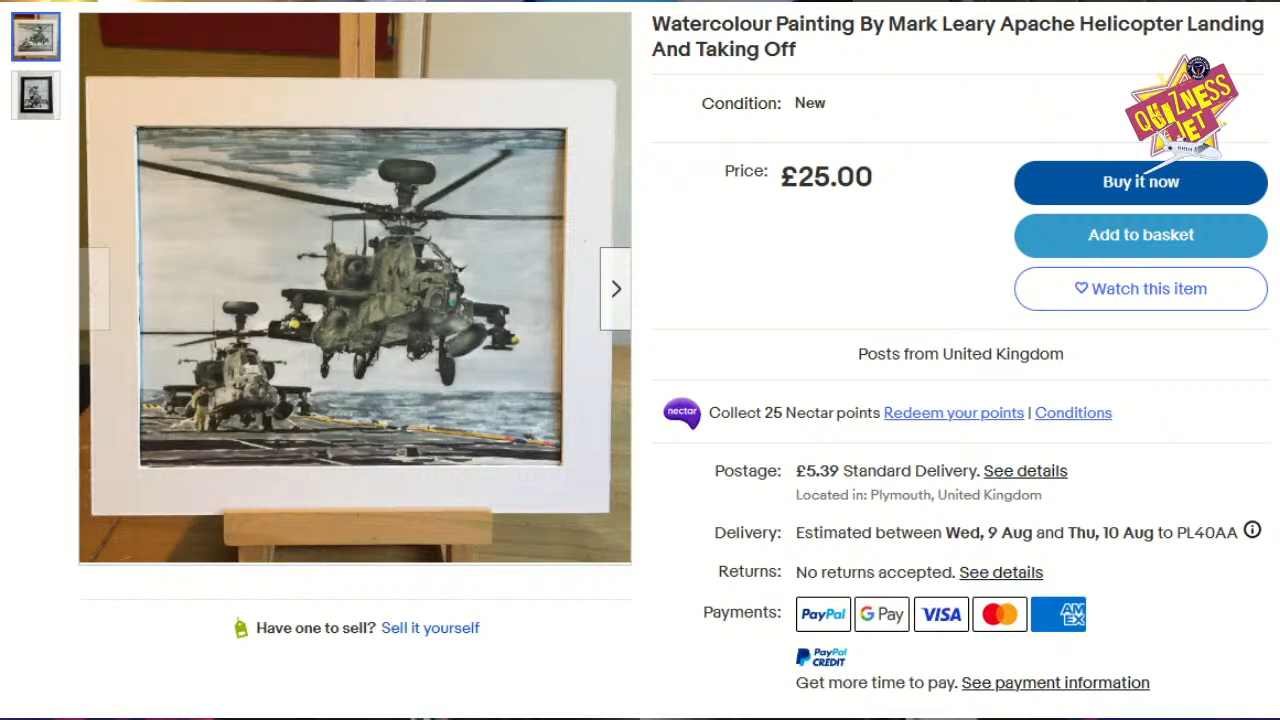 Watercolour Painting By Mark Leary Apache Helicopter Landing
And Taking Off
QUIZNESS
JET
Condition: New
Price: £25.00
Buy it now
Add to basket
Watch this item
Posts from United Kingdom
nectar Collect 25 Nectar points Redeem your points | Conditions
Postage: £5.39 Standard Delivery. See details
Located in: Plymouth, United Kingdom
Delivery: Estimated between Wed, 9 Aug and Thu, 10 Aug to PL40AA
Returns: No returns accepted. See details
Payments: PayPal G Pay VISA AM EX
PayPal
CREDIT
Get more time to pay. See payment information
Have one to sell? Sell it yourself